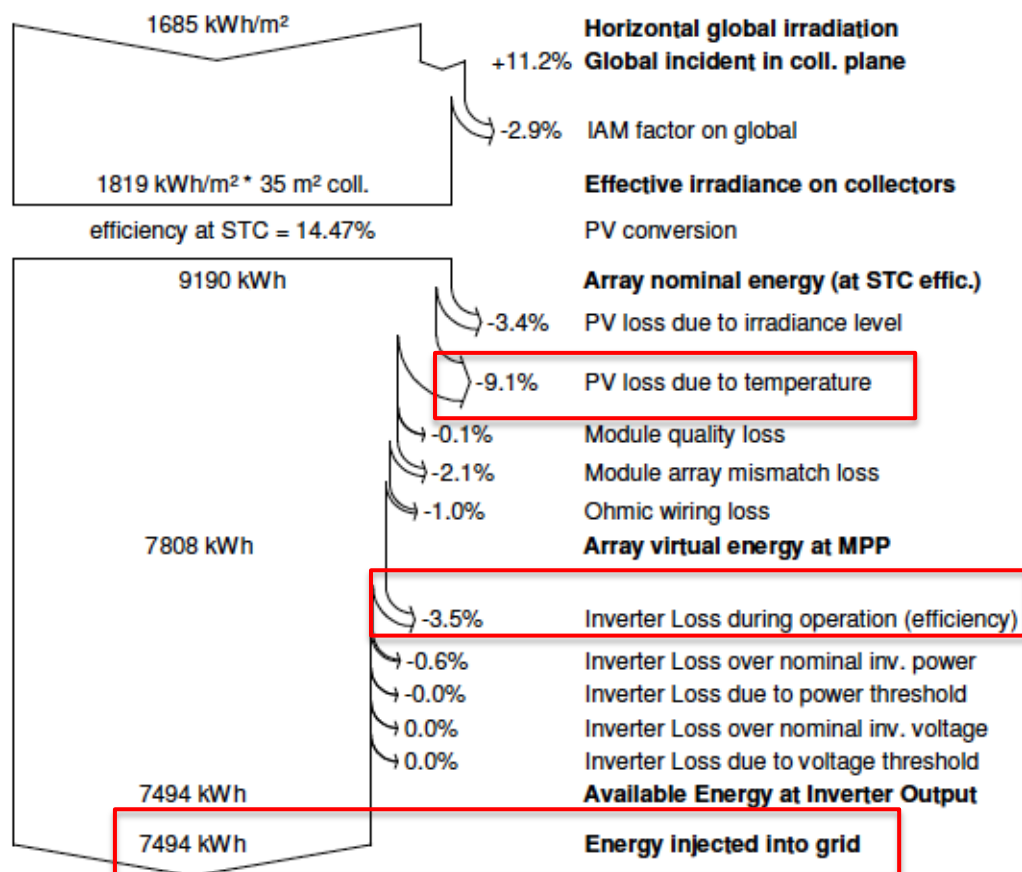 1685 kWh/m² Horizontal global irradiation
+11.2% Global incident in coll. plane
-2.9% IAM factor on global
1819 kWh/m² * 35 m² coll. Effective irradiance on collectors
efficiency at STC = 14.47% PV conversion
9190 kWh Array nominal energy (at STC effic.)
-3.4% PV loss due to irradiance level
-9.1% PV loss due to temperature
-0.1% Module quality loss
-2.1% Module array mismatch loss
-1.0% Ohmic wiring loss
7808 kWh Array virtual energy at MPP
-3.5% Inverter Loss during operation (efficiency)
-0.6% Inverter Loss over nominal inv. power
-0.0% Inverter Loss due to power threshold
0.0% Inverter Loss over nominal inv. voltage
0.0% Inverter Loss due to voltage threshold
7494 kWh Available Energy at Inverter Output
7494 kWh Energy injected into grid